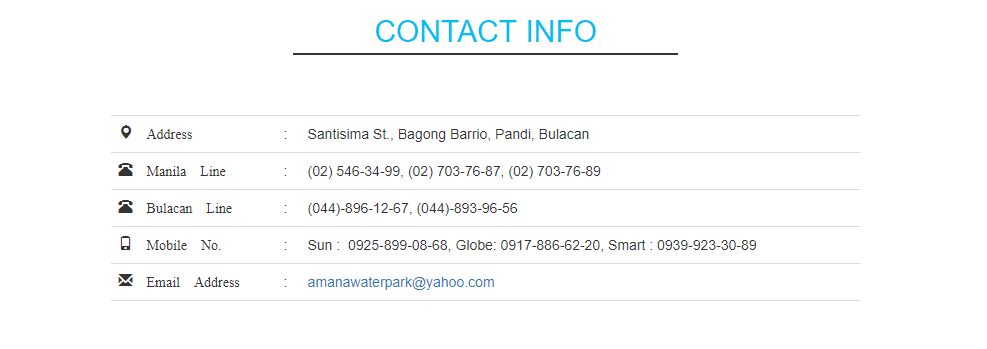 CONTACT INFO
Address : Santisima St., Bagong Barrio, Pandi, Bulacan
Manila Line : (02) 546-34-99, (02) 703-76-87, (02) 703-76-89
Bulacan Line : (044)-896-12-67, (044)-893-96-56
Mobile No. : Sun : 0925-899-08-68, Globe: 0917-886-62-20, Smart : 0939-923-30-89
Email Address : amanawaterpark@yahoo.com